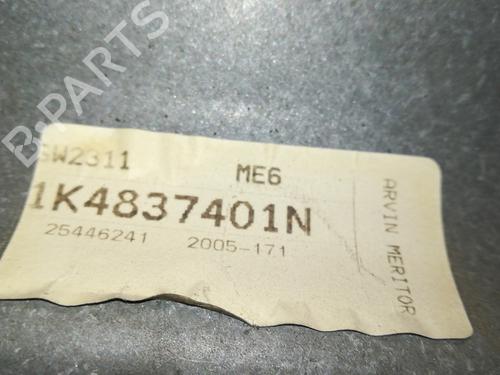 B-PARTS
SW2311 ME6
1K4837401N
25446241 2005-171
ARVIN MERITOR